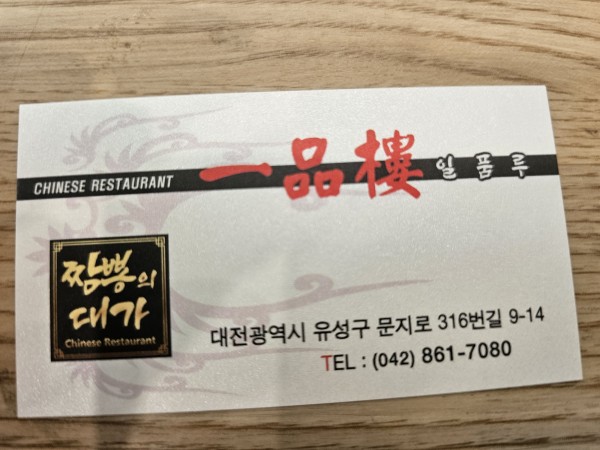 CHINESE RESTAURANT 一品樓 일품루
짬뽕의
대가
Chinese Restaurant
대전광역시 유성구 문지로 316번길 9-14
TEL : (042) 861-7080